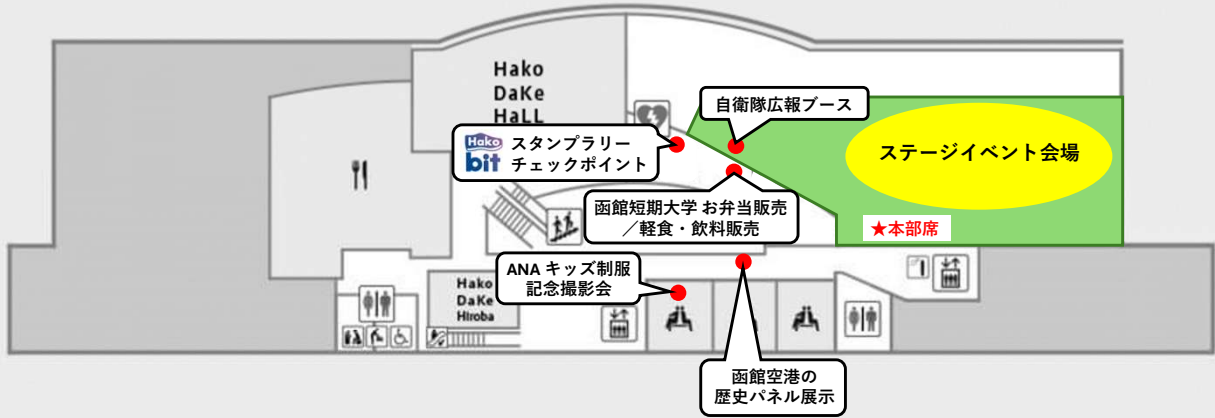 Hako
DaKe
HaLL
自衛隊広報ブース
Hako
bit
スタンプラリー
チェックポイント
ステージイベント会場
函館短期大学 お弁当販売
／軽食・飲料販売
★本部席
ANA キッズ制服
記念撮影会
Hako
DaKe
Hiroba
函館空港の
歴史パネル展示